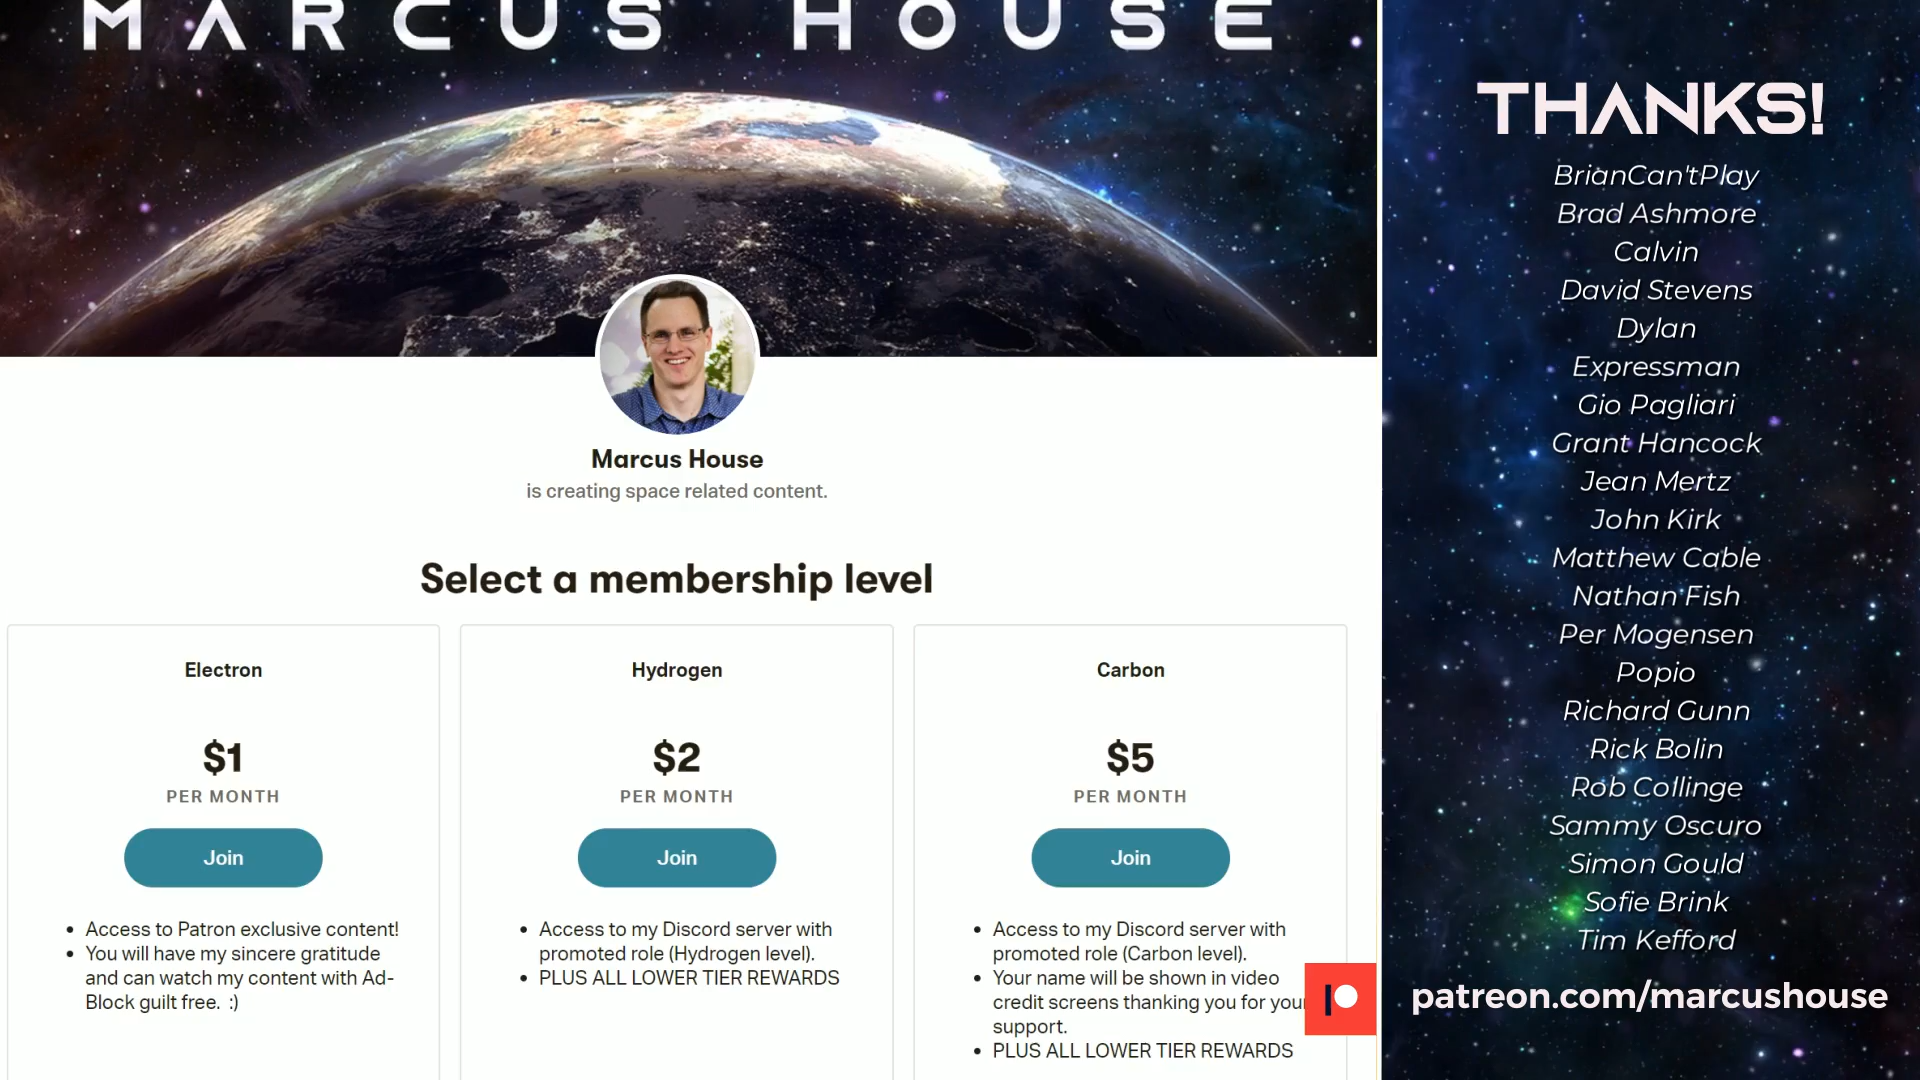 MARCUS HOUSE
Marcus House
is creating space related content.
Select a membership level
Electron
$1
PER MONTH
Join
• Access to Patron exclusive content!
• You will have my sincere gratitude
and can watch my content with Ad-
Block guilt free. :)
Hydrogen
$2
PER MONTH
Join
• Access to my Discord server with
promoted role (Hydrogen level).
• PLUS ALL LOWER TIER REWARDS
Carbon
$5
PER MONTH
Join
• Access to my Discord server with
promoted role (Carbon level).
• Your name will be shown in video
credit screens thanking you for your
support.
• PLUS ALL LOWER TIER REWARDS
THANKS!
BrianCan'tPlay
Brad Ashmore
Calvin
David Stevens
Dylan
Expressman
Gio Pagliari
Grant Hancock
Jean Mertz
John Kirk
Matthew Cable
Nathan Fish
Per Mogensen
Popio
Richard Gunn
Rick Bolin
Rob Collinge
Sammy Oscuro
Simon Gould
Sofie Brink
Tim Kefford
patreon.com/marcushouse